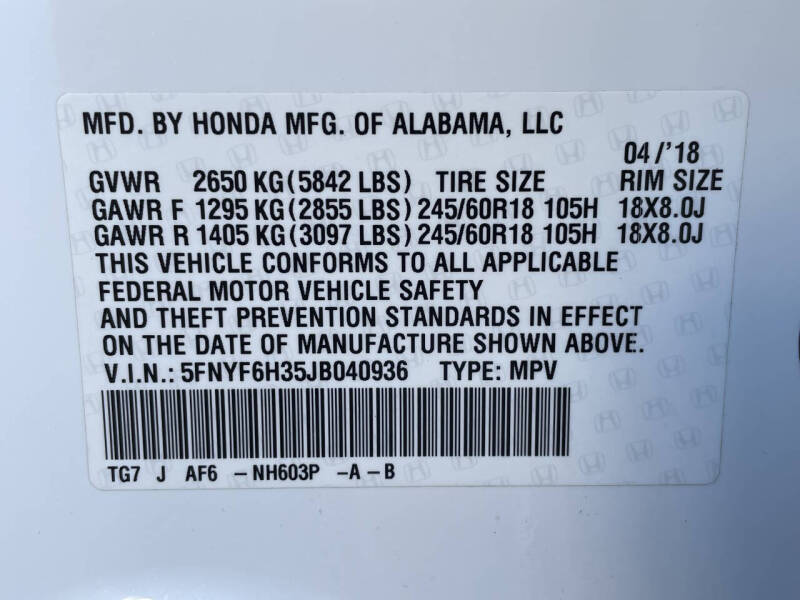 MFD. BY HONDA MFG. OF ALABAMA, LLC
04/'18
GVWR 2650 KG(5842 LBS) TIRE SIZE RIM SIZE
GAWR F 1295 KG(2855 LBS)245/60R18 105H 18X8.0J
GAWR R 1405 KG(3097 LBS)245/60R18 105H 18X8.0J
THIS VEHICLE CONFORMS TO ALL APPLICABLE
FEDERAL MOTOR VEHICLE SAFETY
AND THEFT PREVENTION STANDARDS IN EFFECT
ON THE DATE OF MANUFACTURE SHOWN ABOVE.
V.I.N.: 5FNYF6H35JB040936 TYPE: MPV
TG7 J AF6 -NH603P -A-B